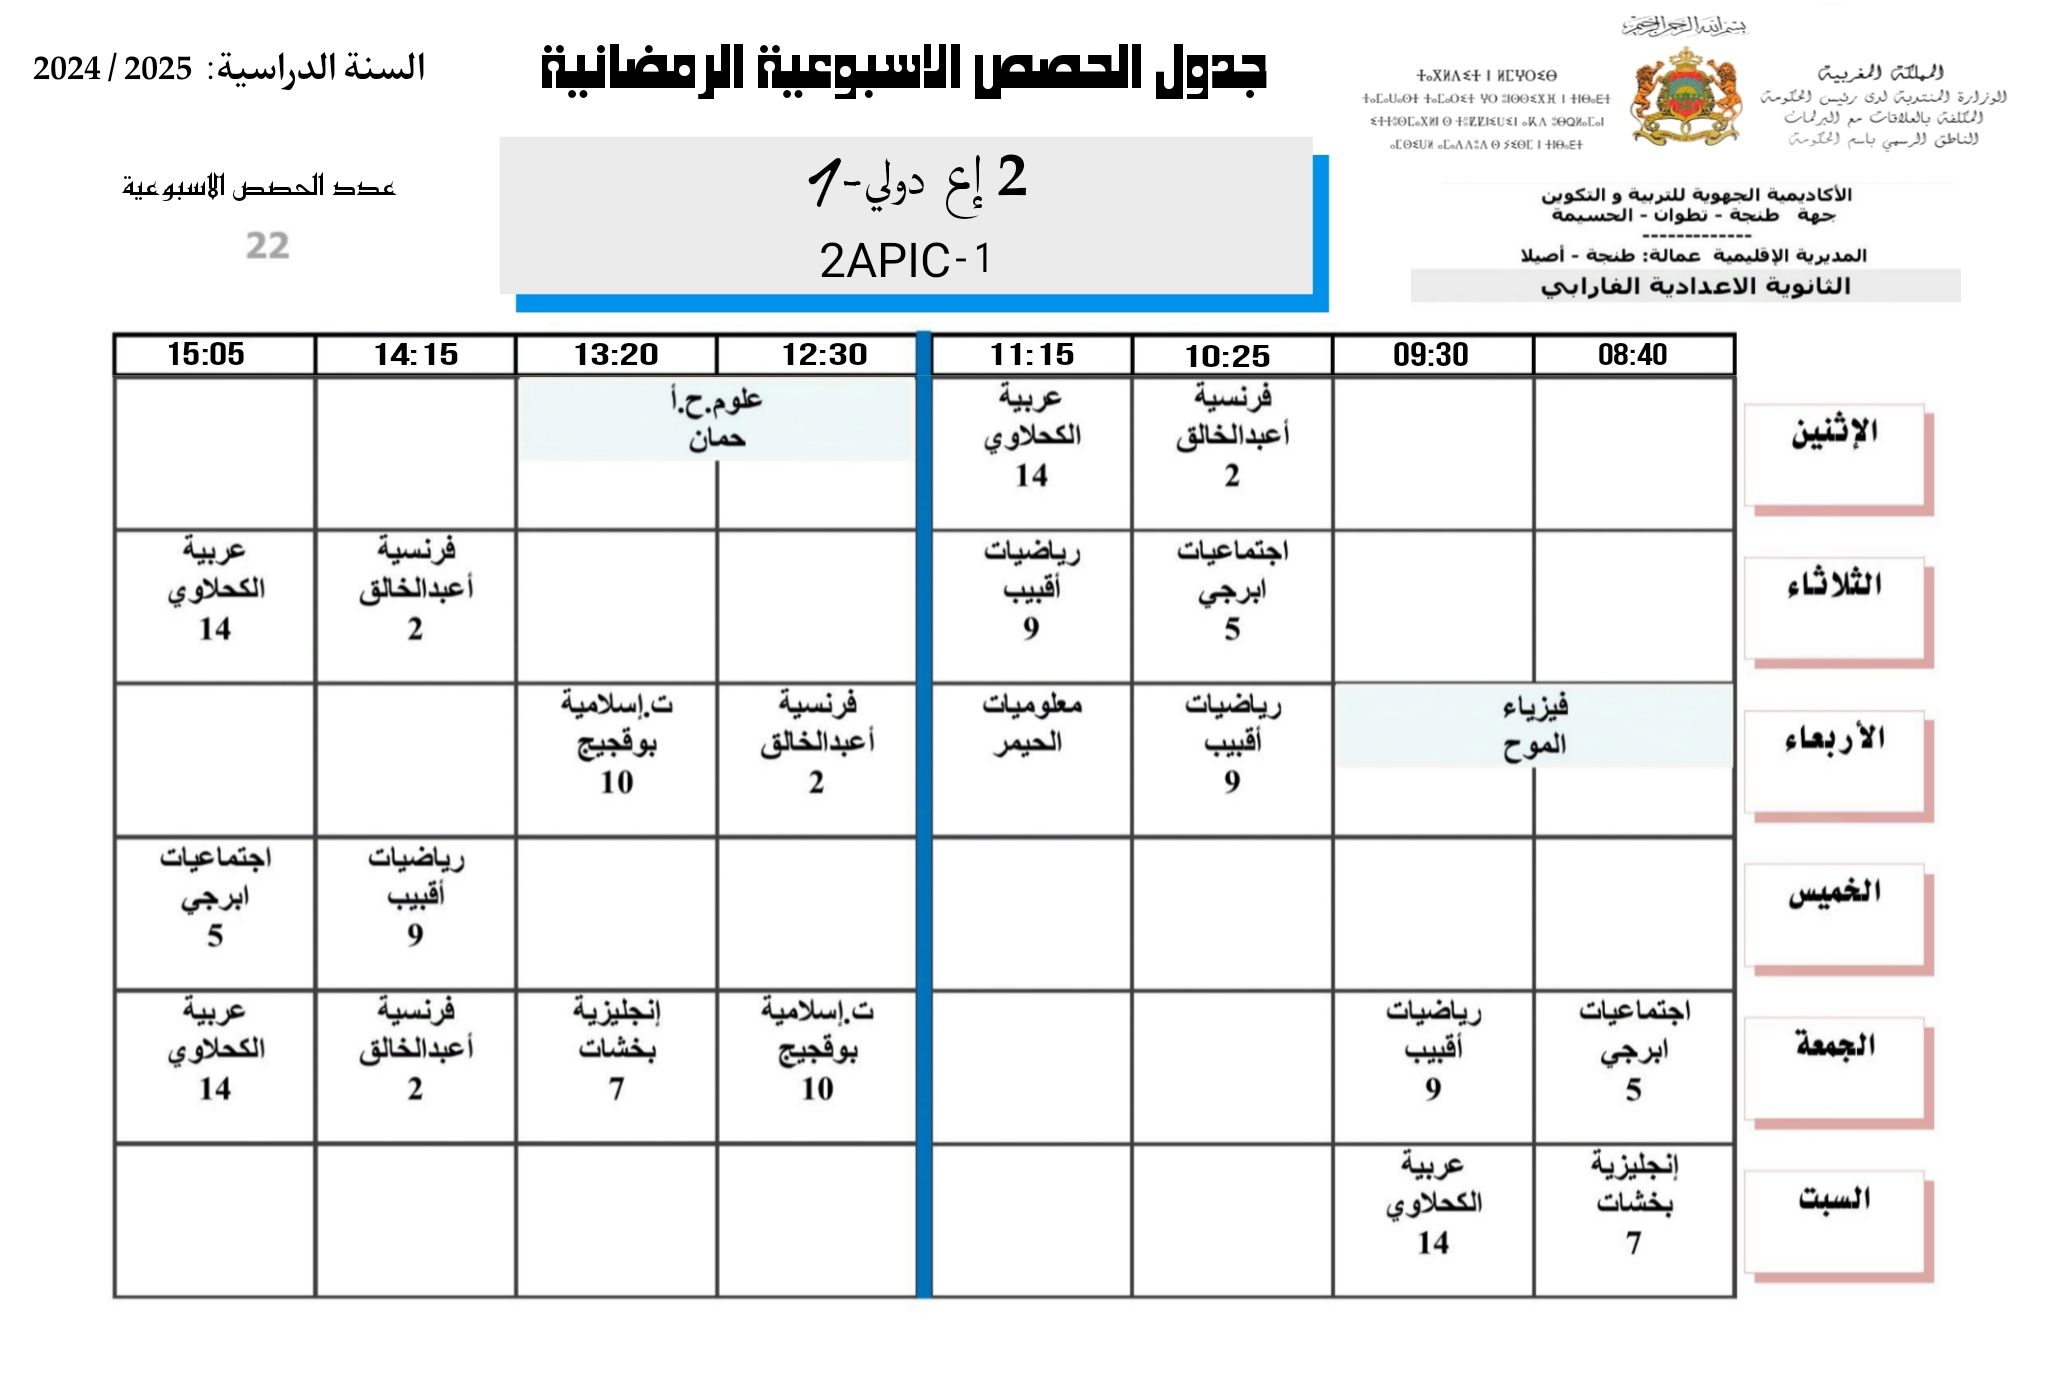 بسم الله الرحمن الرحيم
المملكة المغربية
الوزارة المنتدبة لدى رئيس الحكومة
المكلفة بالعلاقات مع البرلمان
الناطق الرسمي باسم الحكومة
الأكاديمية الجهوية للتربية و التكوين
جهة طنجة - تطوان - الحسيمة
-------------
المديرية الإقليمية عمالة: طنجة - أصيلا
الثانوية الاعدادية الفارابي
جدول الحصص الاسبوعية الرمضانية
2 إع دولي-1
2APIC-1
السنة الدراسية: 2025 / 2024
عدد الحصص الاسبوعية
22
08:40 09:30 10:25 11:15 12:30 13:20 14:15 15:05
الإثنين
فرنسية
أعبدالخالق
2
عربية
الكحلاوي
14
علوم.ح.أ
حمان
الثلاثاء
اجتماعيات
ابرجي
5
رياضيات
أقبيب
9
فرنسية
أعبدالخالق
2
عربية
الكحلاوي
14
الأربعاء
فيزياء
الموح
رياضيات
أقبيب
9
معلوميات
الحيمر
فرنسية
أعبدالخالق
2
ت.إسلامية
بوقجيج
10
الخميس
رياضيات
أقبيب
9
اجتماعيات
ابرجي
5
الجمعة
اجتماعيات
ابرجي
5
رياضيات
أقبيب
9
ت.إسلامية
بوقجيج
10
إنجليزية
بخشات
7
فرنسية
أعبدالخالق
2
عربية
الكحلاوي
14
السبت
إنجليزية
بخشات
7
عربية
الكحلاوي
14